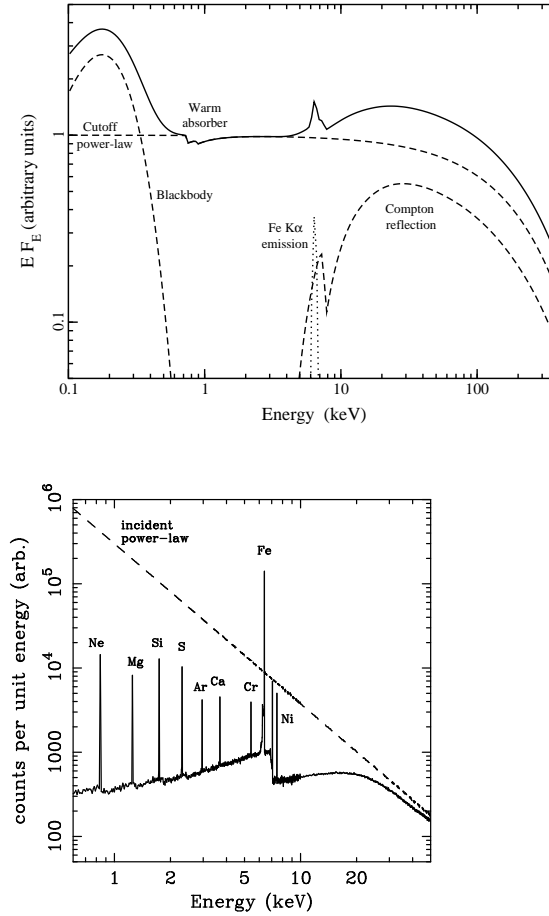 E F_E (arbitrary units)
1
0.1
Warm
absorber
Cutoff
power-law
Blackbody
Fe Kα
emission
Compton
reflection
0.1 1 10 100
Energy (keV)
counts per unit energy (arb.)
10^6
10^5
10^4
1000
100
incident
power-law
Fe
Ne
Mg
Si
S
Ar
Ca
Cr
Ni
1 2 5 10 20
Energy (keV)